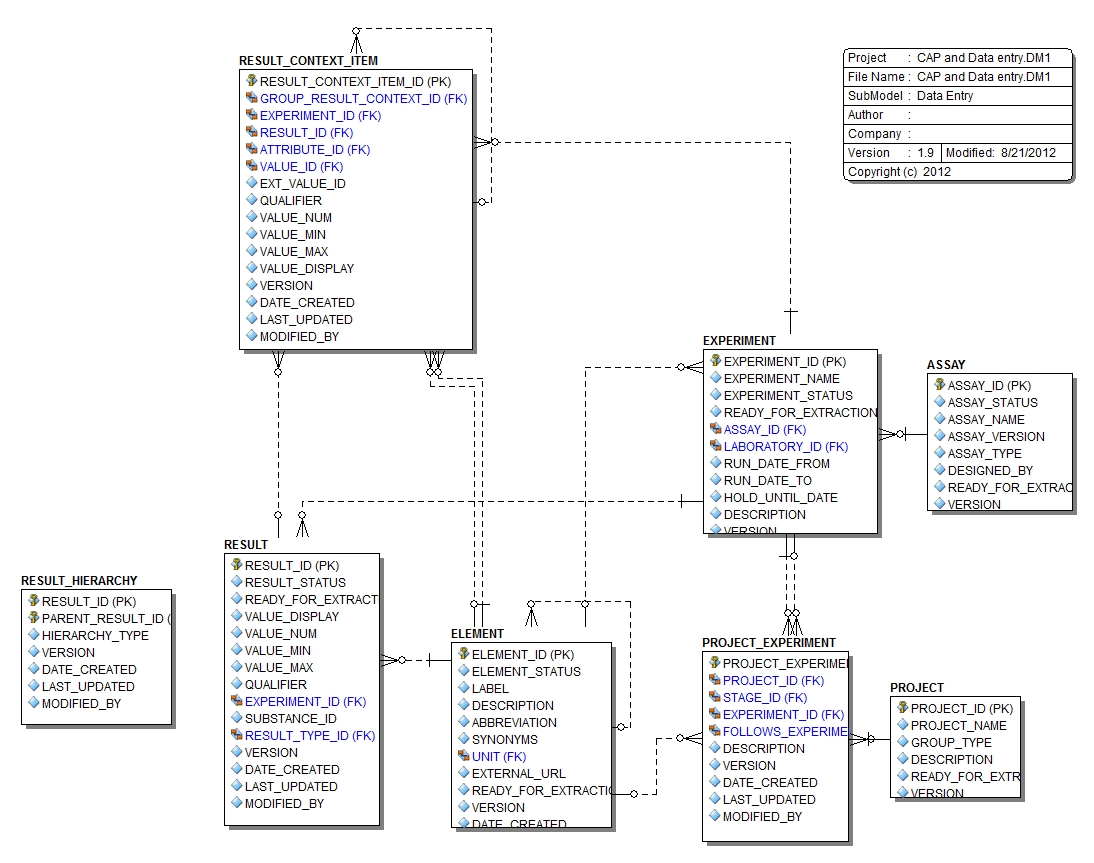 RESULT_CONTEXT_ITEM
RESULT_CONTEXT_ITEM_ID (PK)
GROUP_RESULT_CONTEXT_ID (FK)
EXPERIMENT_ID (FK)
RESULT_ID (FK)
ATTRIBUTE_ID (FK)
VALUE_ID (FK)
EXT_VALUE_ID
QUALIFIER
VALUE_NUM
VALUE_MIN
VALUE_MAX
VALUE_DISPLAY
VERSION
DATE_CREATED
LAST_UPDATED
MODIFIED_BY
Project : CAP and Data entry.DM1
File Name : CAP and Data entry.DM1
SubModel : Data Entry
Author :
Company :
Version : 1.9 Modified: 8/21/2012
Copyright (c) 2012
EXPERIMENT
EXPERIMENT_ID (PK)
EXPERIMENT_NAME
EXPERIMENT_STATUS
READY_FOR_EXTRACTION
ASSAY_ID (FK)
LABORATORY_ID (FK)
RUN_DATE_FROM
RUN_DATE_TO
HOLD_UNTIL_DATE
DESCRIPTION
VERSION
ASSAY
ASSAY_ID (PK)
ASSAY_STATUS
ASSAY_NAME
ASSAY_VERSION
ASSAY_TYPE
DESIGNED_BY
READY_FOR_EXTRAC
VERSION
RESULT_HIERARCHY
RESULT_ID (PK)
PARENT_RESULT_ID (
HIERARCHY_TYPE
VERSION
DATE_CREATED
LAST_UPDATED
MODIFIED_BY
RESULT
RESULT_ID (PK)
RESULT_STATUS
READY_FOR_EXTRACTI
VALUE_DISPLAY
VALUE_NUM
VALUE_MIN
VALUE_MAX
QUALIFIER
EXPERIMENT_ID (FK)
SUBSTANCE_ID
RESULT_TYPE_ID (FK)
VERSION
DATE_CREATED
LAST_UPDATED
MODIFIED_BY
ELEMENT
ELEMENT_ID (PK)
ELEMENT_STATUS
LABEL
DESCRIPTION
ABBREVIATION
SYNONYMS
UNIT (FK)
EXTERNAL_URL
READY_FOR_EXTRACTIO
VERSION
DATE_CREATED
PROJECT_EXPERIMENT
PROJECT_EXPERIME
PROJECT_ID (FK)
STAGE_ID (FK)
EXPERIMENT_ID (FK)
FOLLOWS_EXPERIME
DESCRIPTION
VERSION
DATE_CREATED
LAST_UPDATED
MODIFIED_BY
PROJECT
PROJECT_ID (PK)
PROJECT_NAME
GROUP_TYPE
DESCRIPTION
READY_FOR_EXTR
VERSION